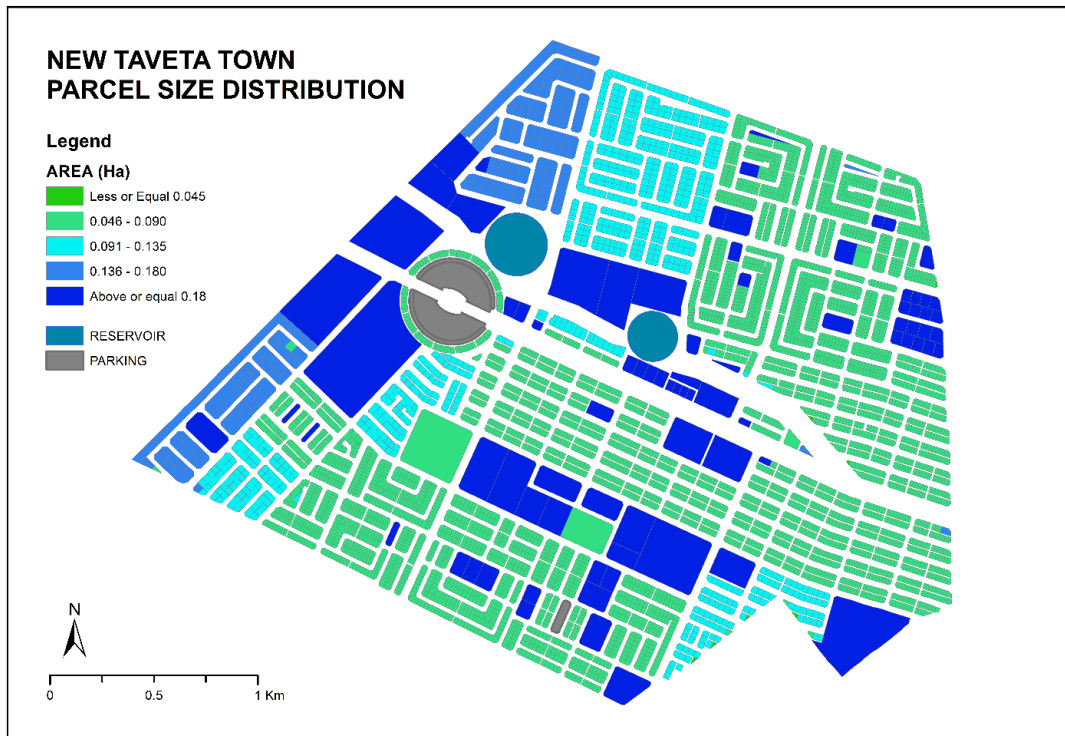 NEW TAVETA TOWN
PARCEL SIZE DISTRIBUTION
Legend
AREA (Ha)
Less or Equal 0.045
0.046 - 0.090
0.091 - 0.135
0.136 - 0.180
Above or equal 0.18
RESERVOIR
PARKING
N
0 0.5 1 Km